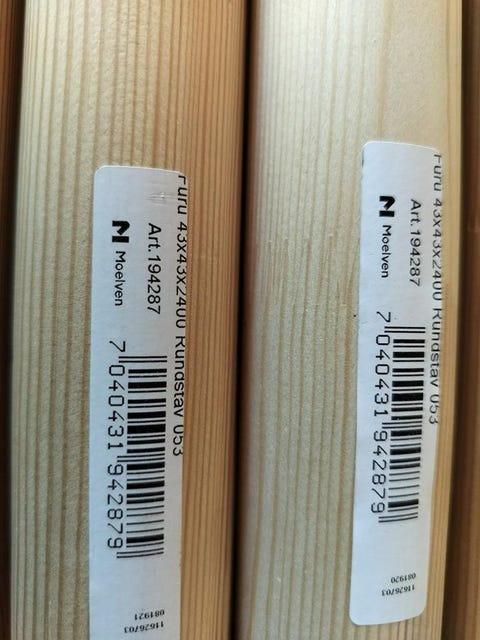 Furu 43x43x2400 Rundstav 053
Art.194287
Moelven
7 040431 942879
11626703
081921
Furu 43x43x2400 Rundstav 053
Art.194287
Moelven
7 040431 942879
11626703
081920